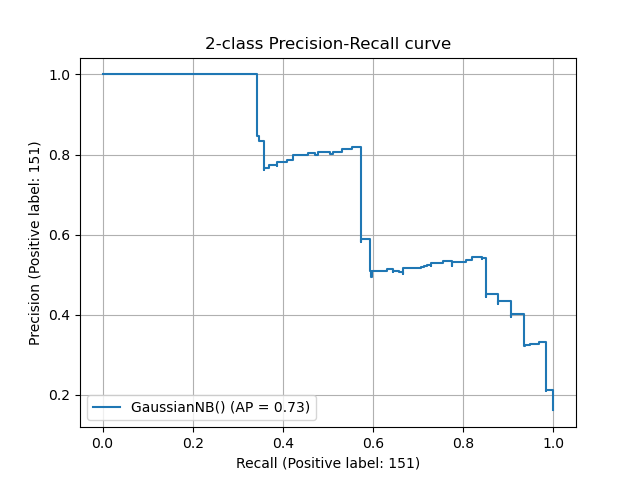 2-class Precision-Recall curve
1.0
0.8
0.6
0.4
0.2
Precision (Positive label: 151)
GaussianNB() (AP = 0.73)
0.0 0.2 0.4 0.6 0.8 1.0
Recall (Positive label: 151)